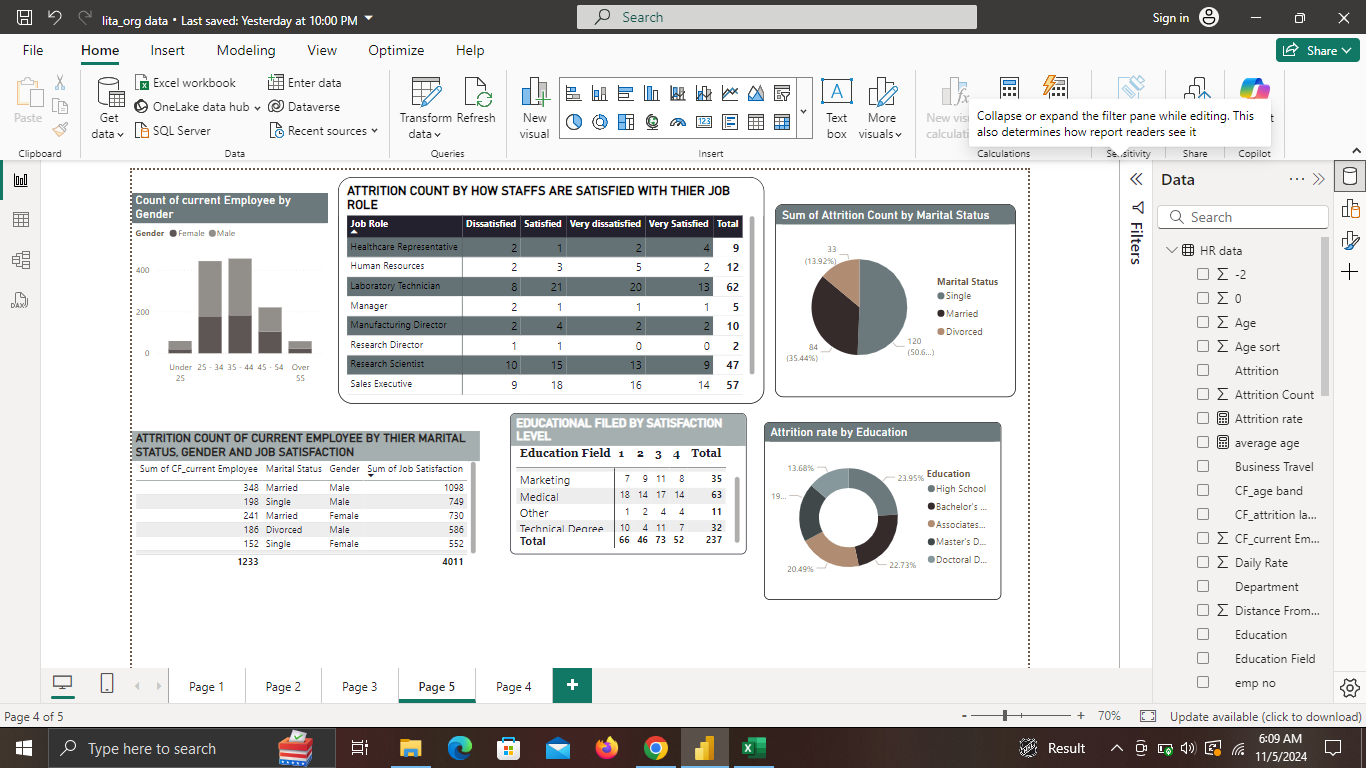 lita_org data • Last saved: Yesterday at 10:00 PM
Search
Sign in
File
Home
Insert
Modeling
View
Optimize
Help
Share
Paste
Clipboard
Get data
Excel workbook
OneLake data hub
SQL Server
Enter data
Dataverse
Recent sources
Data
Transform data
Refresh
Queries
New visual
Text box
More visuals
Insert
New vis
calculati
Calculations
Sensitivity
Share
Copilot
Collapse or expand the filter pane while editing. This
also determines how report readers see it
Count of current Employee by
Gender
Gender Female Male
400
200
0
Under 25
25 - 34
35 - 44
45 - 54
Over 55
ATTRITION COUNT BY HOW STAFFS ARE SATISFIED WITH THIER JOB
ROLE
Job Role Dissatisfied Satisfied Very dissatisfied Very Satisfied Total
Healthcare Representative 2 1 2 4 9
Human Resources 2 3 5 2 12
Laboratory Technician 8 21 20 13 62
Manager 2 1 1 1 5
Manufacturing Director 2 4 2 2 10
Research Director 1 1 0 0 2
Research Scientist 10 15 13 9 47
Sales Executive 9 18 16 14 57
Sum of Attrition Count by Marital Status
33
(13.92%)
84
(35.44%)
120
(50.6...)
Marital Status
Single
Married
Divorced
ATTRITION COUNT OF CURRENT EMPLOYEE BY THIER MARITAL
STATUS, GENDER AND JOB SATISFACTION
Sum of CF_current Employee Marital Status Gender Sum of Job Satisfaction
348 Married Male 1098
198 Single Male 749
241 Married Female 730
186 Divorced Male 586
152 Single Female 552
1233 4011
EDUCATIONAL FILED BY SATISFACTION
LEVEL
Education Field 1 2 3 4 Total
Marketing 7 9 11 8 35
Medical 18 14 17 14 63
Other 1 2 4 4 11
Technical Degree 10 4 11 7 32
Total 66 46 73 52 237
Attrition rate by Education
13.68%
19...
20.49%
22.73%
23.95%
Education
High School
Bachelor's ...
Associates...
Master's D...
Doctoral D...
Filters
Data
Search
HR data
-2
0
Age
Age sort
Attrition
Attrition Count
Attrition rate
average age
Business Travel
CF_age band
CF_attrition la...
CF_current Em...
Daily Rate
Department
Distance From...
Education
Education Field
emp no
Page 1
Page 2
Page 3
Page 5
Page 4
Page 4 of 5
- + 70%
Update available (click to download)
Type here to search
Result
6:09 AM
11/5/2024